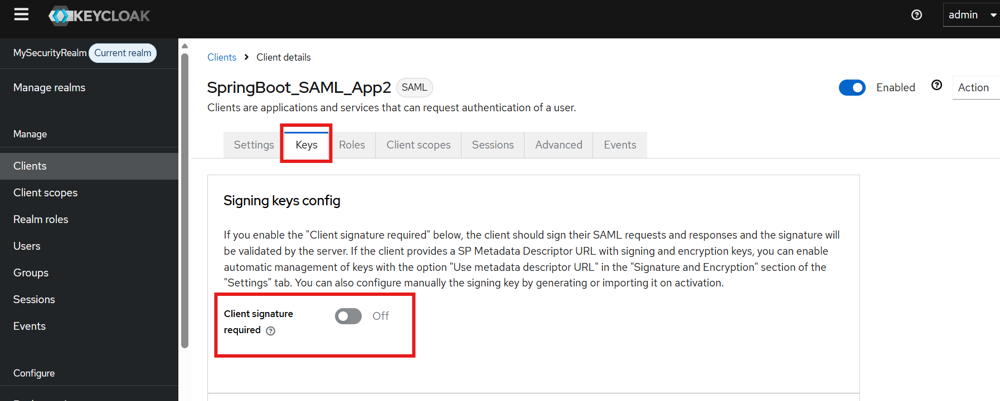 KEYCLOAK
admin
MySecurityRealm Current realm
Manage realms
Manage
Clients
Client scopes
Realm roles
Users
Groups
Sessions
Events
Configure
Clients > Client details
SpringBoot_SAML_App2 SAML
Enabled
Action
Clients are applications and services that can request authentication of a user.
Settings Keys Roles Client scopes Sessions Advanced Events
Signing keys config
If you enable the "Client signature required" below, the client should sign their SAML requests and responses and the signature will
be validated by the server. If the client provides a SP Metadata Descriptor URL with signing and encryption keys, you can enable
automatic management of keys with the option "Use metadata descriptor URL" in the "Signature and Encryption" section of the
"Settings" tab. You can also configure manually the signing key by generating or importing it on activation.
Client signature
required
Off